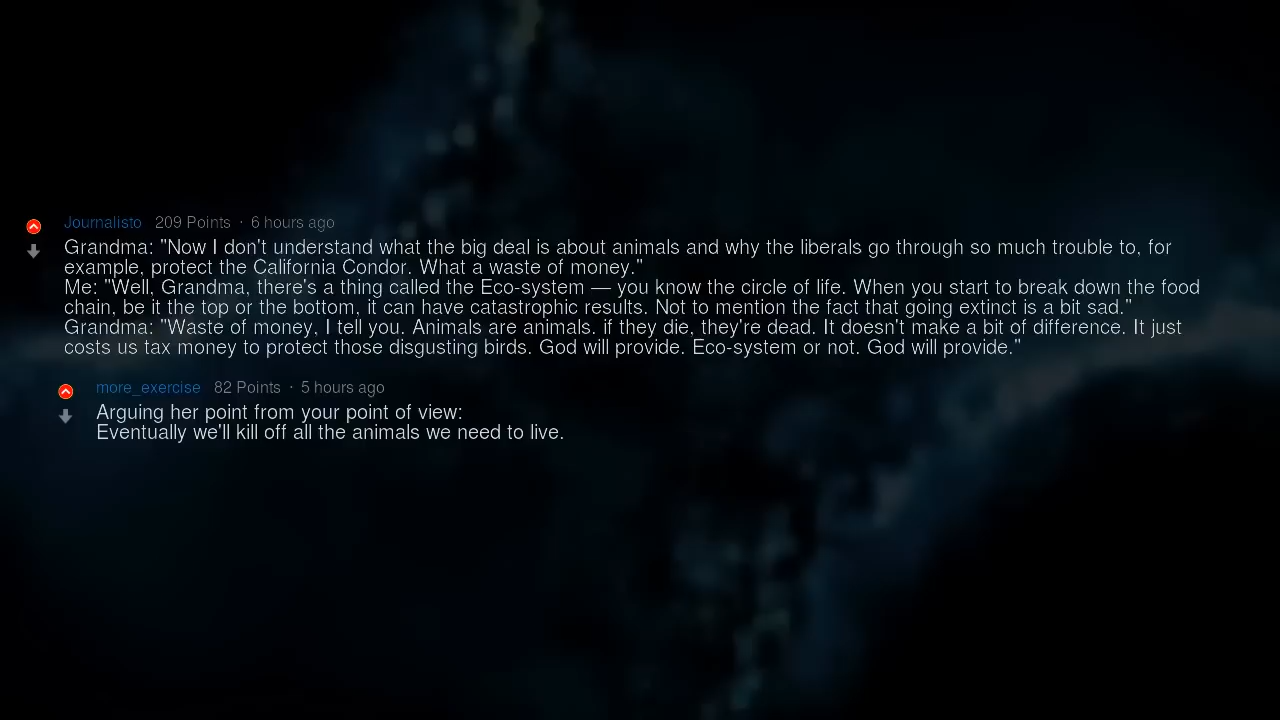 Journalisto 209 Points · 6 hours ago
Grandma: "Now I don't understand what the big deal is about animals and why the liberals go through so much trouble to, for
example, protect the California Condor. What a waste of money."
Me: "Well, Grandma, there's a thing called the Eco-system — you know the circle of life. When you start to break down the food
chain, be it the top or the bottom, it can have catastrophic results. Not to mention the fact that going extinct is a bit sad."
Grandma: "Waste of money, I tell you. Animals are animals. if they die, they're dead. It doesn't make a bit of difference. It just
costs us tax money to protect those disgusting birds. God will provide. Eco-system or not. God will provide."
more_exercise 82 Points · 5 hours ago
Arguing her point from your point of view:
Eventually we'll kill off all the animals we need to live.